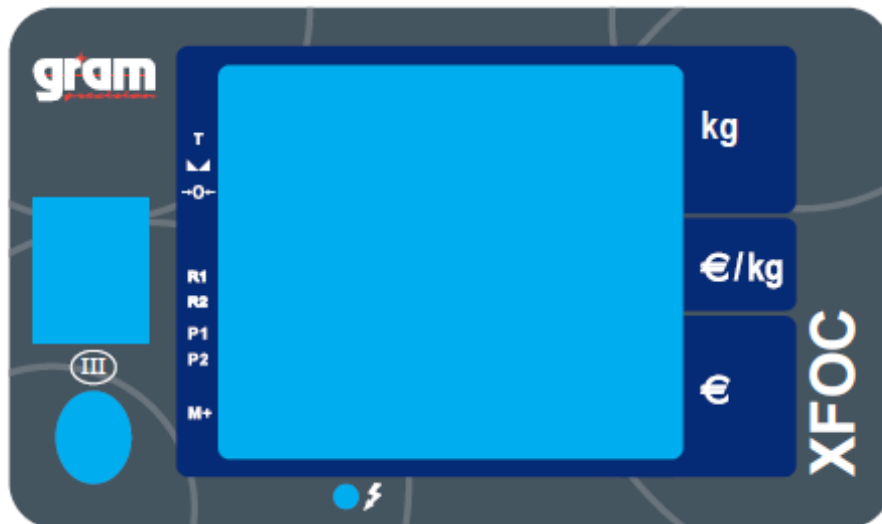 gram
T
→0←
R1
R2
P1
P2
M+
kg
€/kg
€
III
XFOC